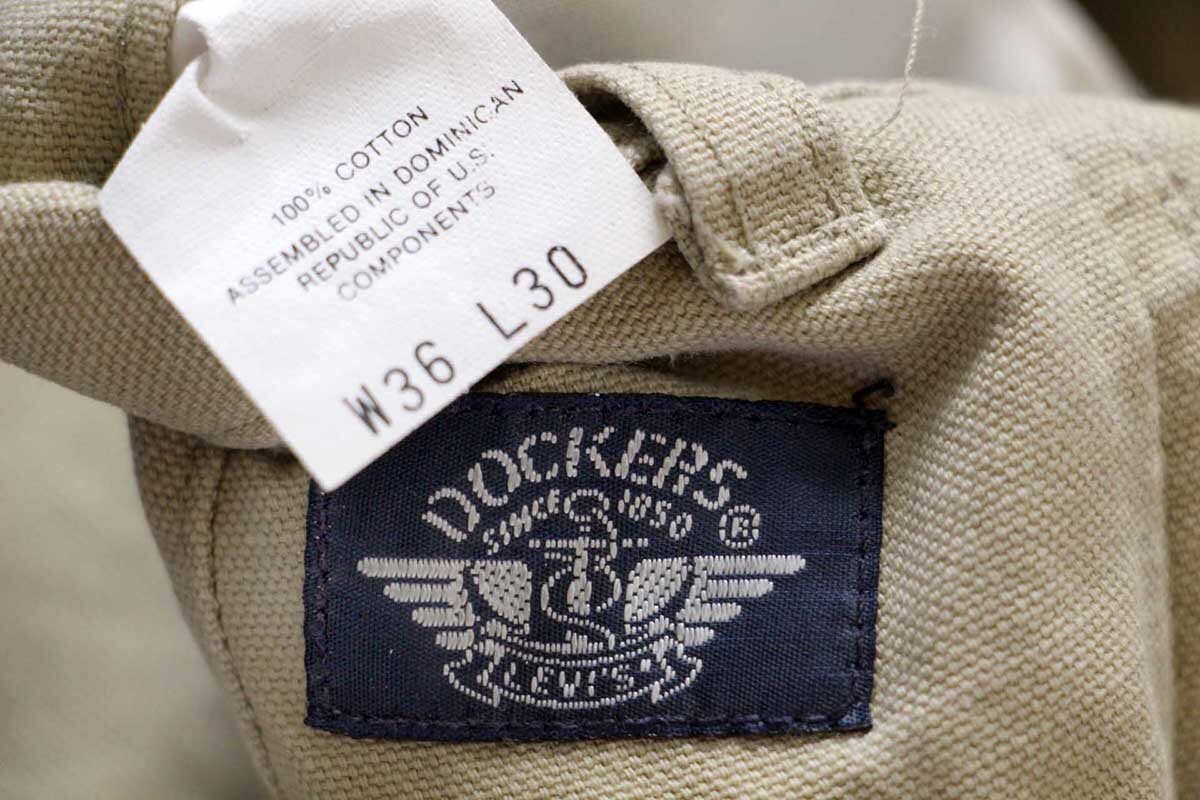 100% COTTON
ASSEMBLED IN DOMINICAN
REPUBLIC OF U.S.
COMPONENTS
W36 L30
DOCKERS®
SINCE 1850
LEVI'S